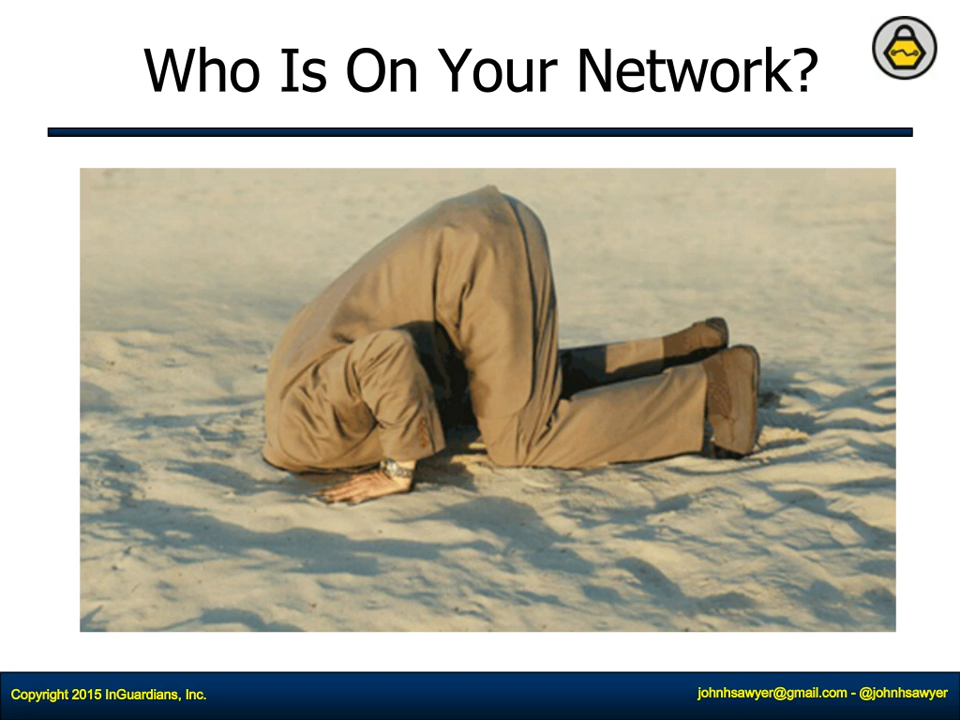 Who Is On Your Network?
Copyright 2015 InGuardians, Inc.
johnhsawyer@gmail.com - @johnhsawyer